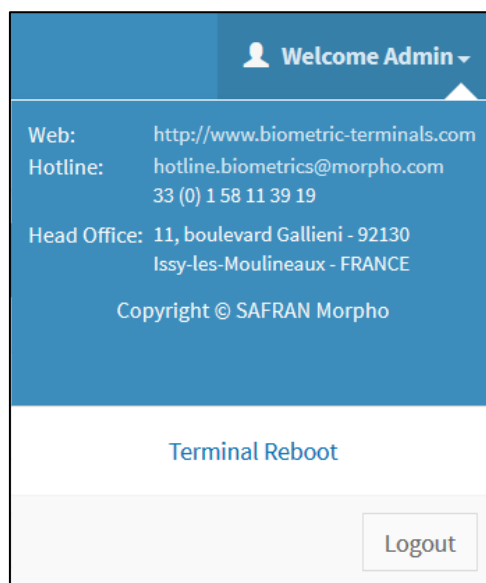 Welcome Admin
Web: http://www.biometric-terminals.com
Hotline: hotline.biometrics@morpho.com
33 (0) 1 58 11 39 19
Head Office: 11, boulevard Gallieni - 92130
Issy-les-Moulineaux - FRANCE
Copyright © SAFRAN Morpho
Terminal Reboot
Logout